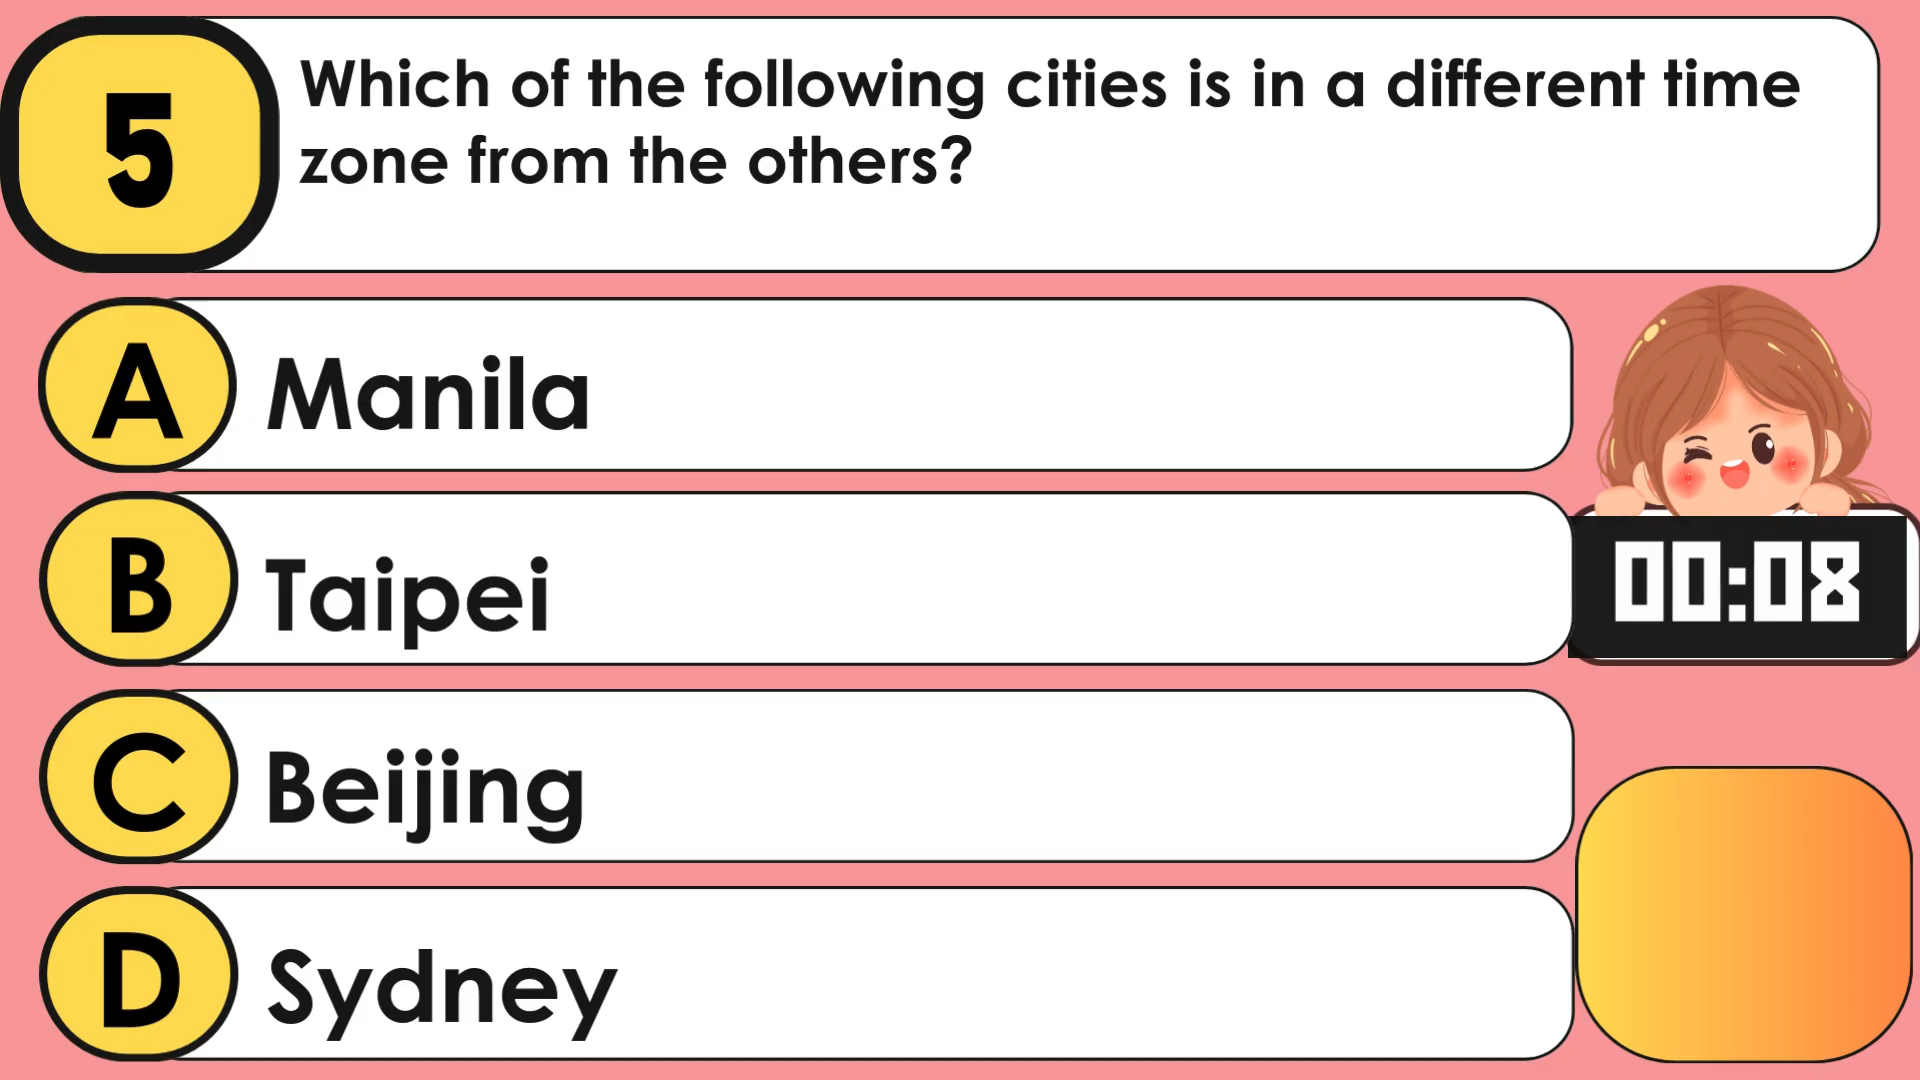 5
Which of the following cities is in a different time
zone from the others?
A
Manila
B
Taipei
00:08
C
Beijing
D
Sydney